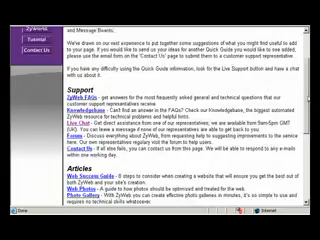 ZyWorld
Tutorial
Contact Us
and Message Boards.
We've drawn on our vast experience to put together some suggestions of what you might find useful to add
to your page. If you would like to send us your ideas for another Quick Guide you would like to see added,
please use the email form on the 'Contact Us' page to submit them to a customer support representative.
If you have any difficulty using the Quick Guide information, look for the Live Support button and have a
chat with us about it.
Support
ZyWeb FAQs - get answers for the most frequently asked general and technical questions that our
customer support representatives receive.
Knowledgebase - Can't find an answer in the FAQs? Check our Knowledgebase, the biggest automated
ZyWeb resource for technical problems and helpful hints.
Live Chat - Get direct assistance from one of our representatives; we are available from 9am-5pm GMT
(UK). You can leave a message if none of our representatives are able to get back to you.
Forum - Discuss everything about ZyWeb, from requesting help to suggesting improvements to the service
here. Our own representatives regulary visit the forum to help users.
Contact Us - If all else fails, you can contact us from this page. We will be able to respond to any e-mails
within one working day.
Articles
Web Success Guide - 8 steps to consider when creating a website that will ensure you get the best out of
both ZyWeb and your site's creation.
Web Photos - A guide to how photos should be optimised and treated for the web.
Photo Gallery - With ZyWeb you can create effective photo galleries in minutes, it's so simple to use and
requires no technical skills whatsoever.
Done
Internet